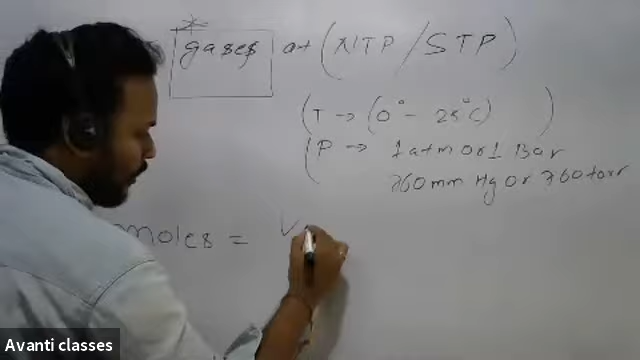 * gases at (NTP / STP)
(T → (0° - 25°C))
P → 1 atm or 1 Bar
760 mm Hg or 760 torr
moles = V
Avanti classes